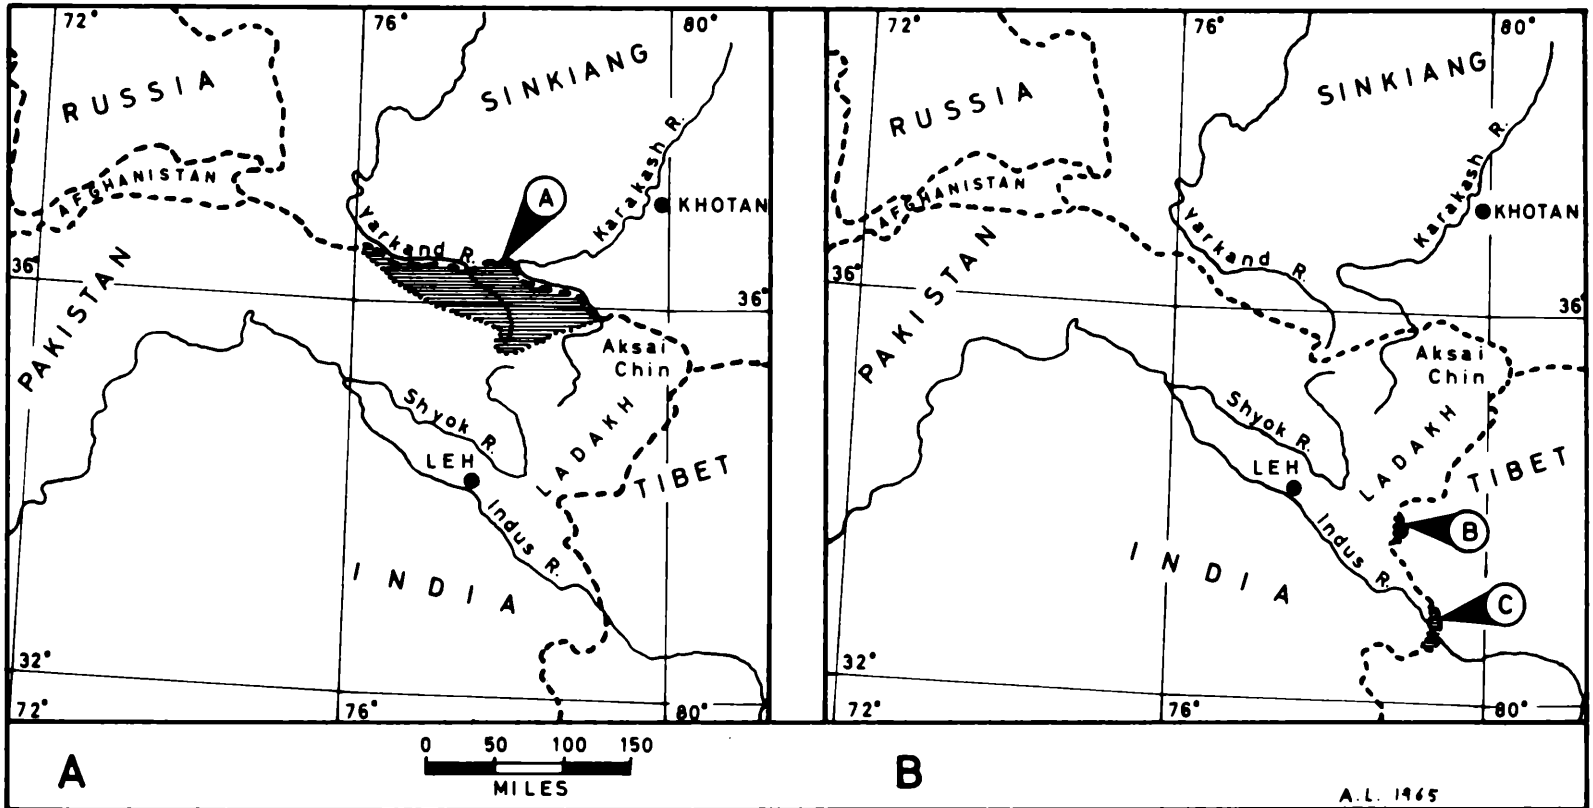 72°
76°
80°
RUSSIA
SINKIANG
AFGHANISTAN
A
Karakash R.
KHOTAN
Yarkand R.
36°
36°
PAKISTAN
Aksai
Chin
Shyok R.
LADAKH
LEH
TIBET
Indus R.
INDIA
32°
72°
76°
80°
0 50 100 150
MILES
A
72°
76°
80°
RUSSIA
SINKIANG
AFGHANISTAN
Karakash R.
KHOTAN
Yarkand R.
36°
36°
PAKISTAN
Aksai
Chin
Shyok R.
LADAKH
LEH
TIBET
B
Indus R.
INDIA
C
32°
72°
76°
80°
B
A.L. 1965